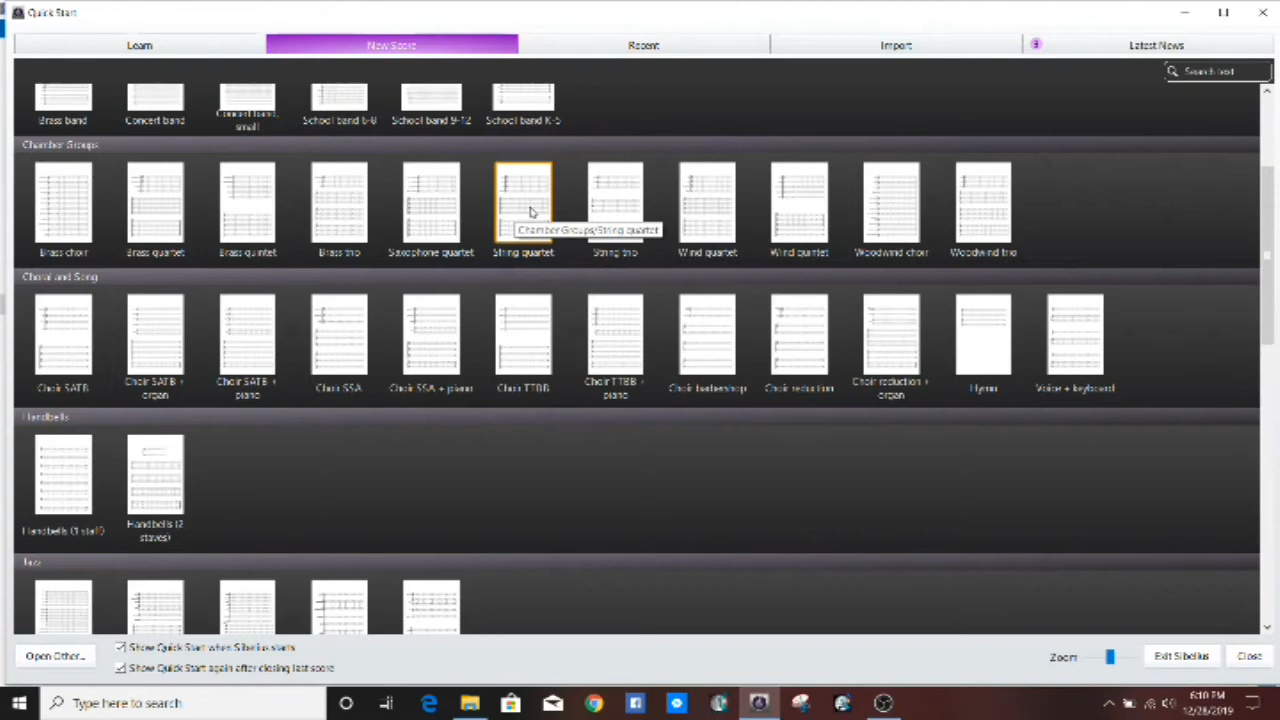 Quick Start
Learn
New Score
Recent
Import
3
Latest News
Search text
Brass band
Concert band
Concert band, small
School band 6-8
School band 9-12
School band K-5
Chamber Groups
Brass choir
Brass quartet
Brass quintet
Brass trio
Saxophone quartet
String quartet
String trio
Wind quartet
Wind quintet
Woodwind choir
Woodwind trio
Chamber Groups/String quartet
Choral and Song
Choir SATB
Choir SATB + organ
Choir SATB + piano
Choir SSA
Choir SSA + piano
Choir TTBB
Choir TTBB + piano
Choir barbershop
Choir reduction
Choir reduction + organ
Hymn
Voice + keyboard
Handbells
Handbells (1 staff)
Handbells (2 staves)
Jazz
Open Other...
Show Quick Start when Sibelius starts
Show Quick Start again after closing last score
Zoom
Exit Sibelius
Close
Type here to search
6:10 PM
12/28/2019